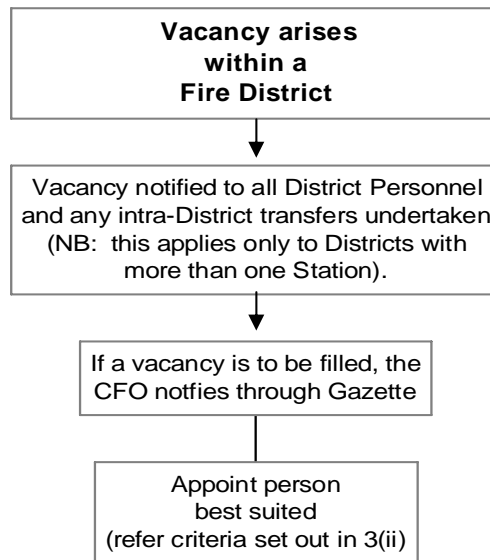 Vacancy arises
within a
Fire District
Vacancy notified to all District Personnel
and any intra-District transfers undertaken
(NB: this applies only to Districts with
more than one Station).
If a vacancy is to be filled, the
CFO notfies through Gazette
Appoint person
best suited
(refer criteria set out in 3(ii)